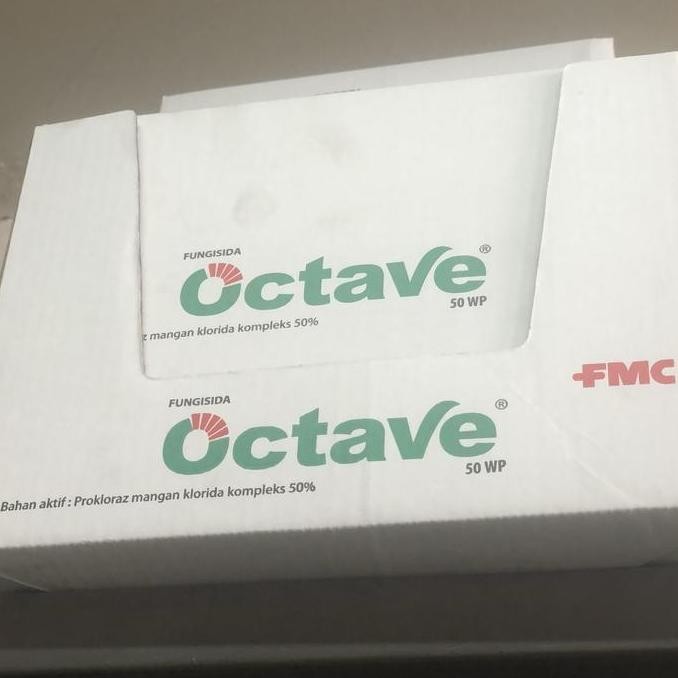 FUNGISIDA
Octave®
50 WP
mangan klorida kompleks 50%
FMC
FUNGISIDA
Octave®
50 WP
Bahan aktif : Prokloraz mangan klorida kompleks 50%